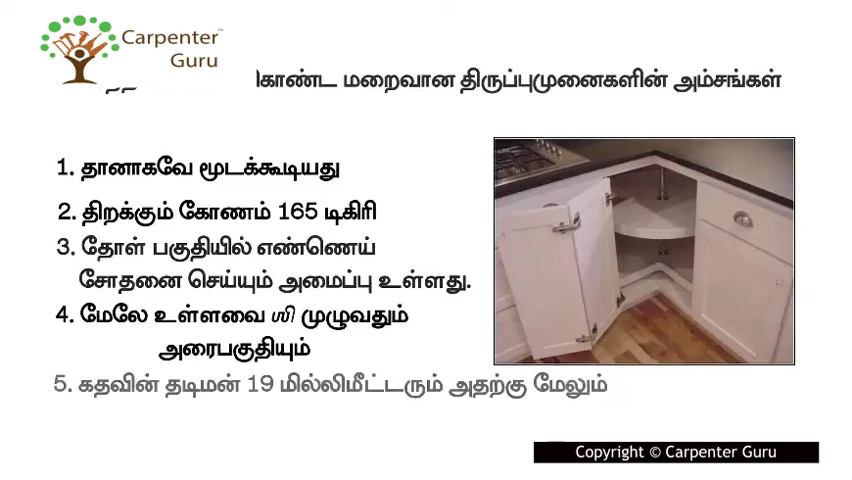 Carpenter
Guru
கொண்ட மறைவான திருப்புமுனைகளின் அம்சங்கள்
1. தானாகவே மூடக்கூடியது
2. திறக்கும் கோணம் 165 டிகிரி
3. தோள் பகுதியில் எண்ணெய்
சோதனை செய்யும் அமைப்பு உள்ளது.
4. மேலே உள்ளவை ஸி முழுவதும்
அரைபகுதியும்
5. கதவின் தடிமன் 19 மில்லிமீட்டரும் அதற்கு மேலும்
Copyright © Carpenter Guru